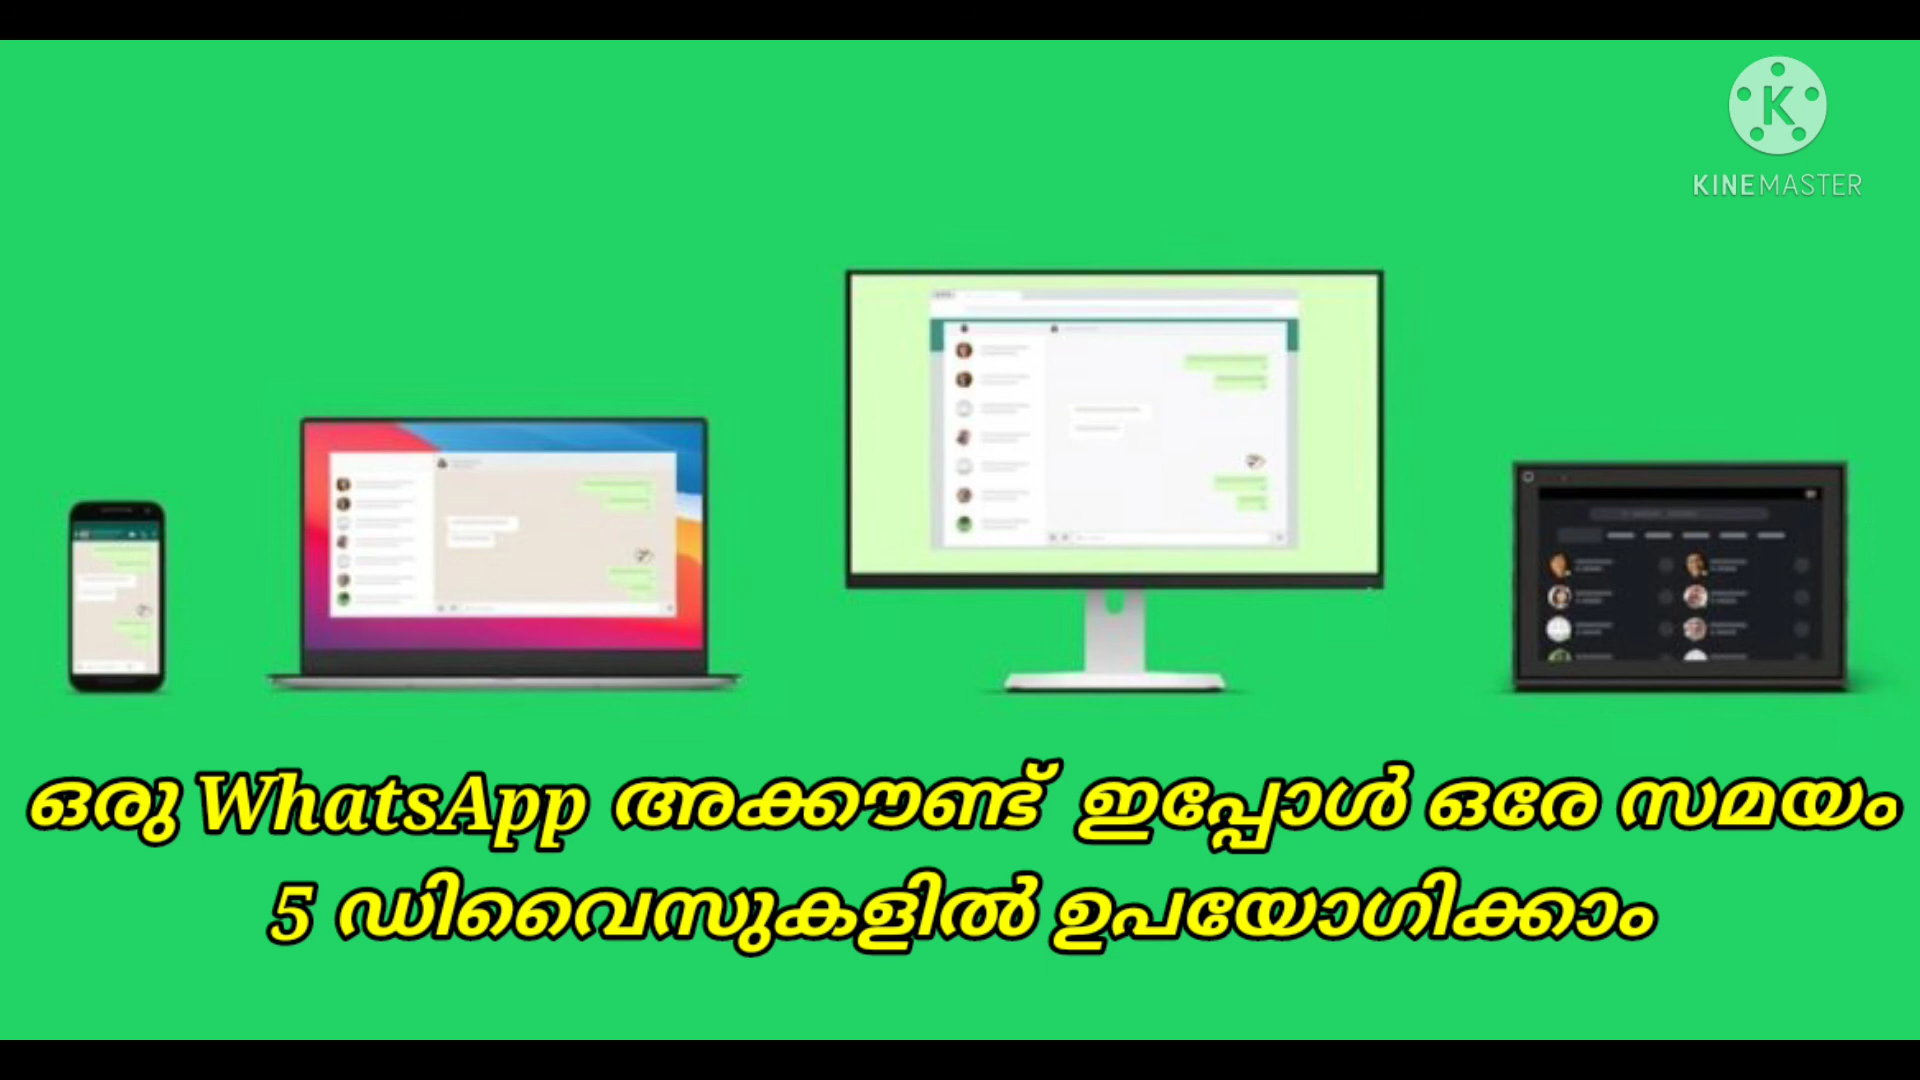 KINEMASTER
ഒരു WhatsApp അക്കൗണ്ട് ഇപ്പോൾ ഒരേ സമയം
5 ഡിവൈസുകളിൽ ഉപയോഗിക്കാം